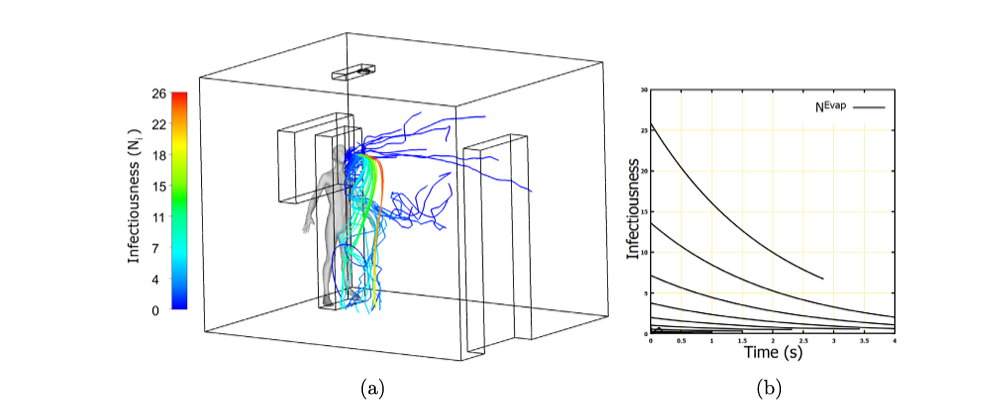 Infectiousness (Nᵢ )
26
22
18
15
11
7
4
0
(a)
Infectiousness
30
25
20
15
10
5
0
N^Evap
0 0.5 1 1.5 2 2.5 3 3.5 4
Time (s)
(b)